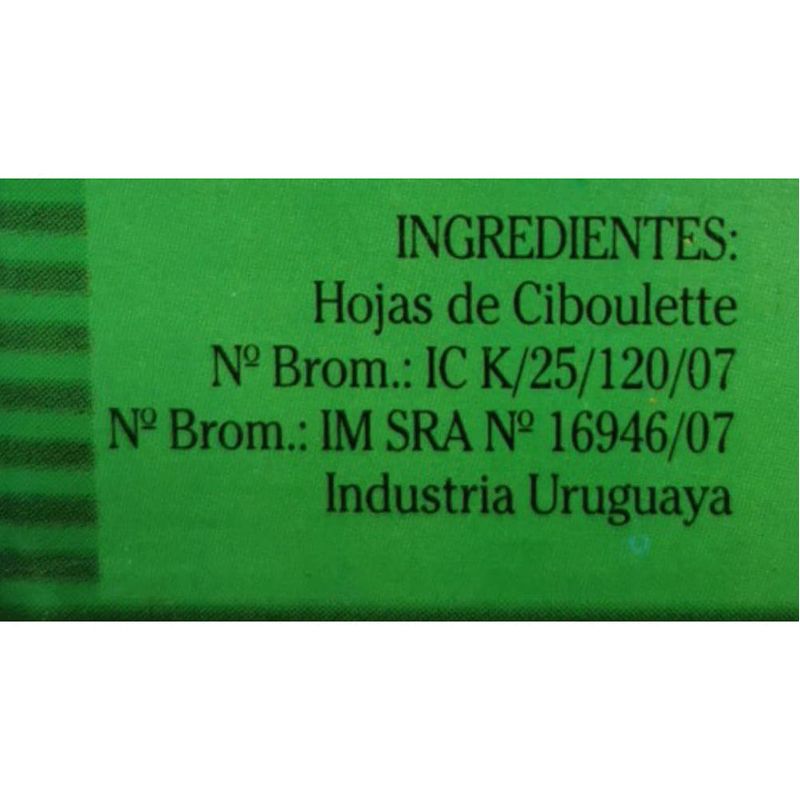 INGREDIENTES:
Hojas de Ciboulette
Nº Brom.: IC K/25/120/07
Nº Brom.: IM SRA Nº 16946/07
Industria Uruguaya